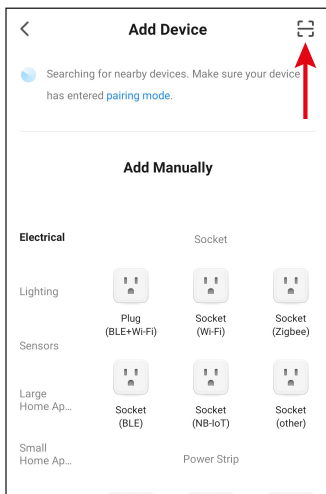 Add Device
Searching for nearby devices. Make sure your device
has entered pairing mode.
Add Manually
Electrical
Socket
Lighting
Plug
(BLE+Wi-Fi)
Socket
(Wi-Fi)
Socket
(Zigbee)
Sensors
Large
Home Ap...
Socket
(BLE)
Socket
(NB-IoT)
Socket
(other)
Small
Home Ap...
Power Strip